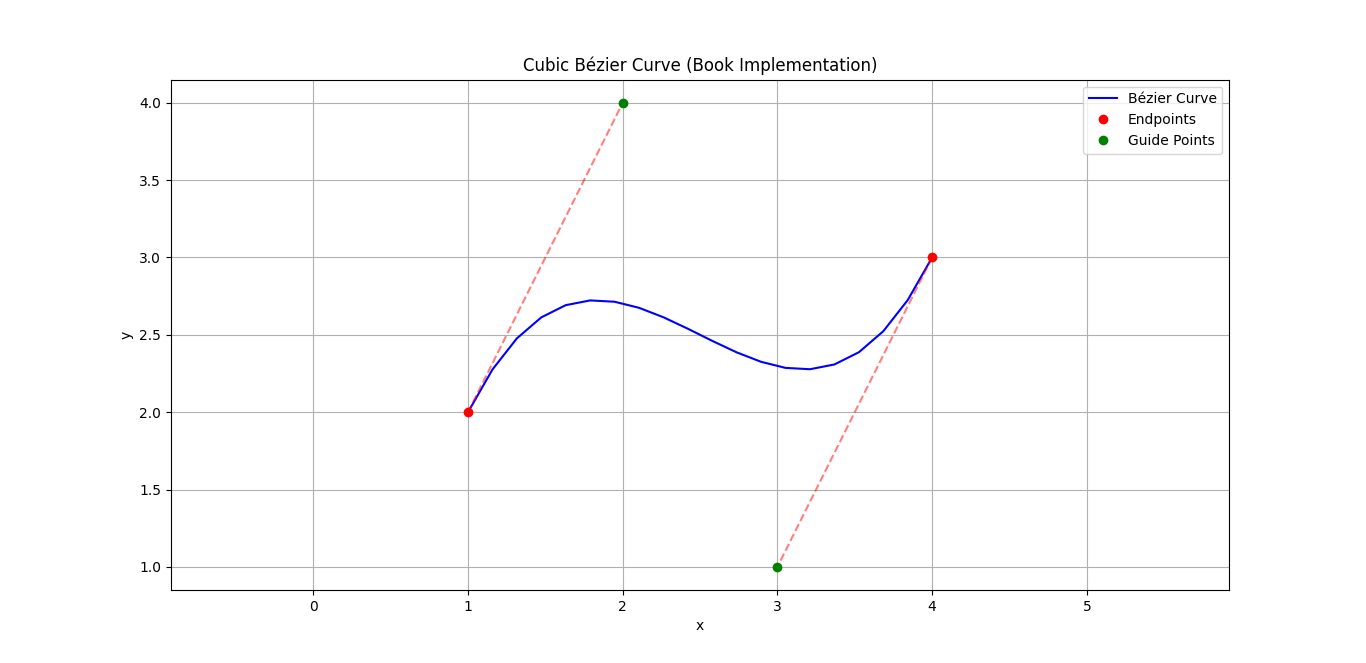 Cubic Bézier Curve (Book Implementation)
Bézier Curve
Endpoints
Guide Points
4.0
3.5
3.0
2.5
2.0
1.5
1.0
y
0 1 2 3 4 5
x